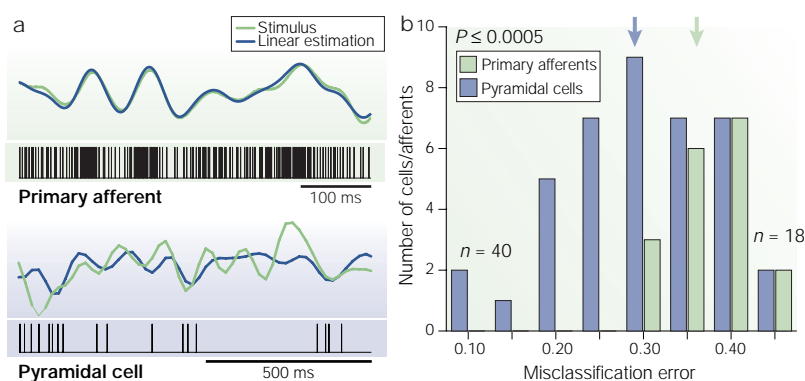 a
Stimulus
Linear estimation
Primary afferent
100 ms
Pyramidal cell
500 ms
b
P ≤ 0.0005
Primary afferents
Pyramidal cells
Number of cells/afferents
10
8
6
4
2
0
n = 40
n = 18
0.10
0.20
0.30
0.40
Misclassification error